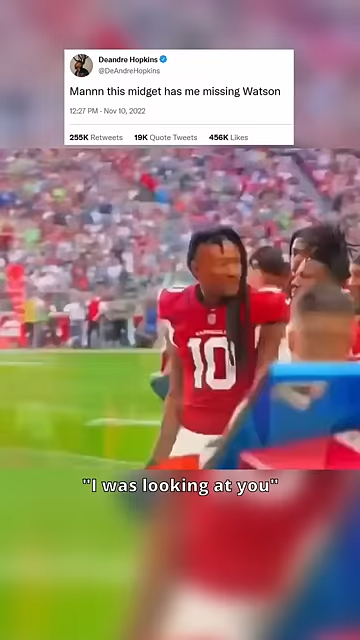 Deandre Hopkins
@DeAndreHopkins
Mannn this midget has me missing Watson
12:27 PM · Nov 10, 2022
255K Retweets 19K Quote Tweets 456K Likes
10
"I was looking at you"